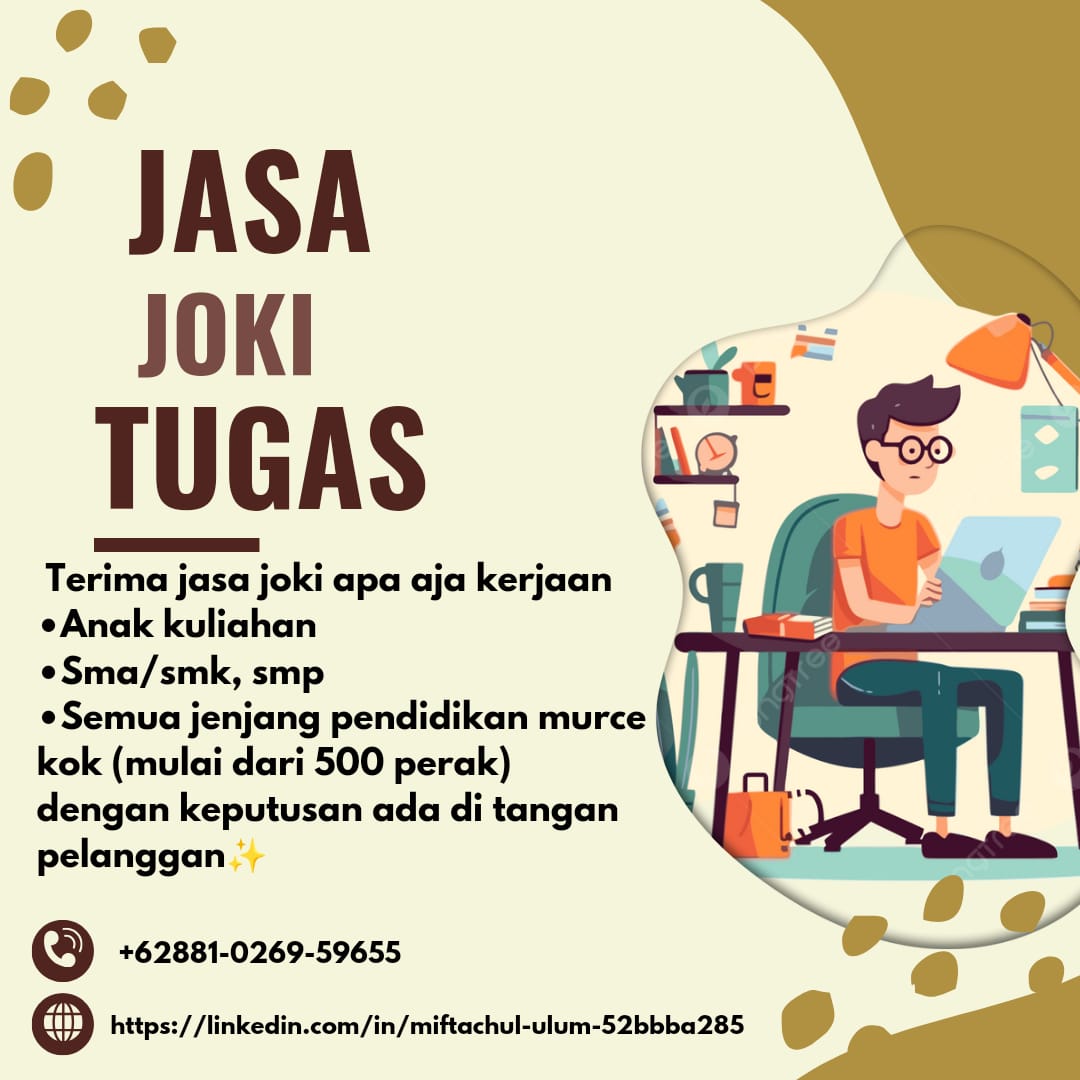 JASA
JOKI
TUGAS
Terima jasa joki apa aja kerjaan
•Anak kuliahan
•Sma/smk, smp
•Semua jenjang pendidikan murce
kok (mulai dari 500 perak)
dengan keputusan ada di tangan
pelanggan✨
+62881-0269-59655
https://linkedin.com/in/miftachul-ulum-52bbba285